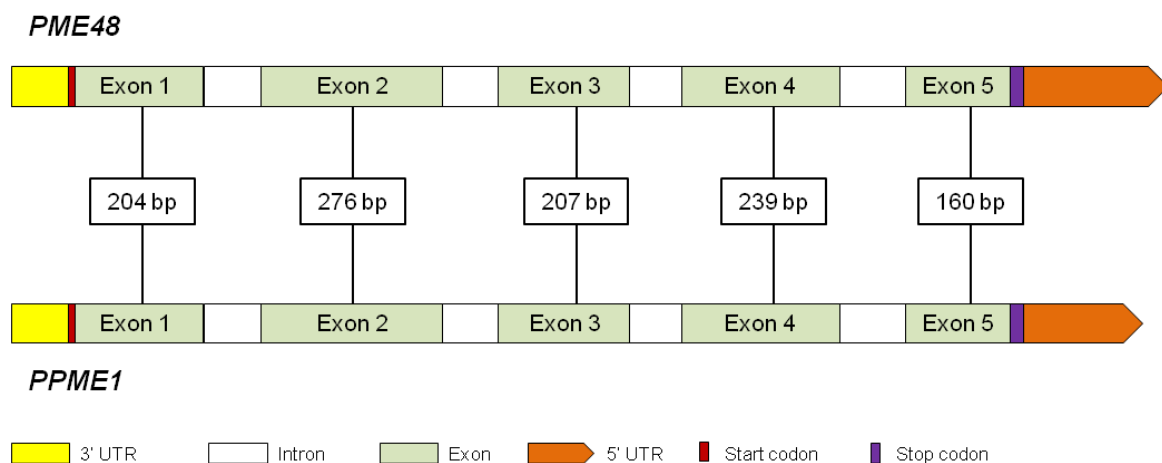 PME48
Exon 1 Exon 2 Exon 3 Exon 4 Exon 5
204 bp 276 bp 207 bp 239 bp 160 bp
Exon 1 Exon 2 Exon 3 Exon 4 Exon 5
PPME1
3' UTR Intron Exon 5' UTR Start codon Stop codon